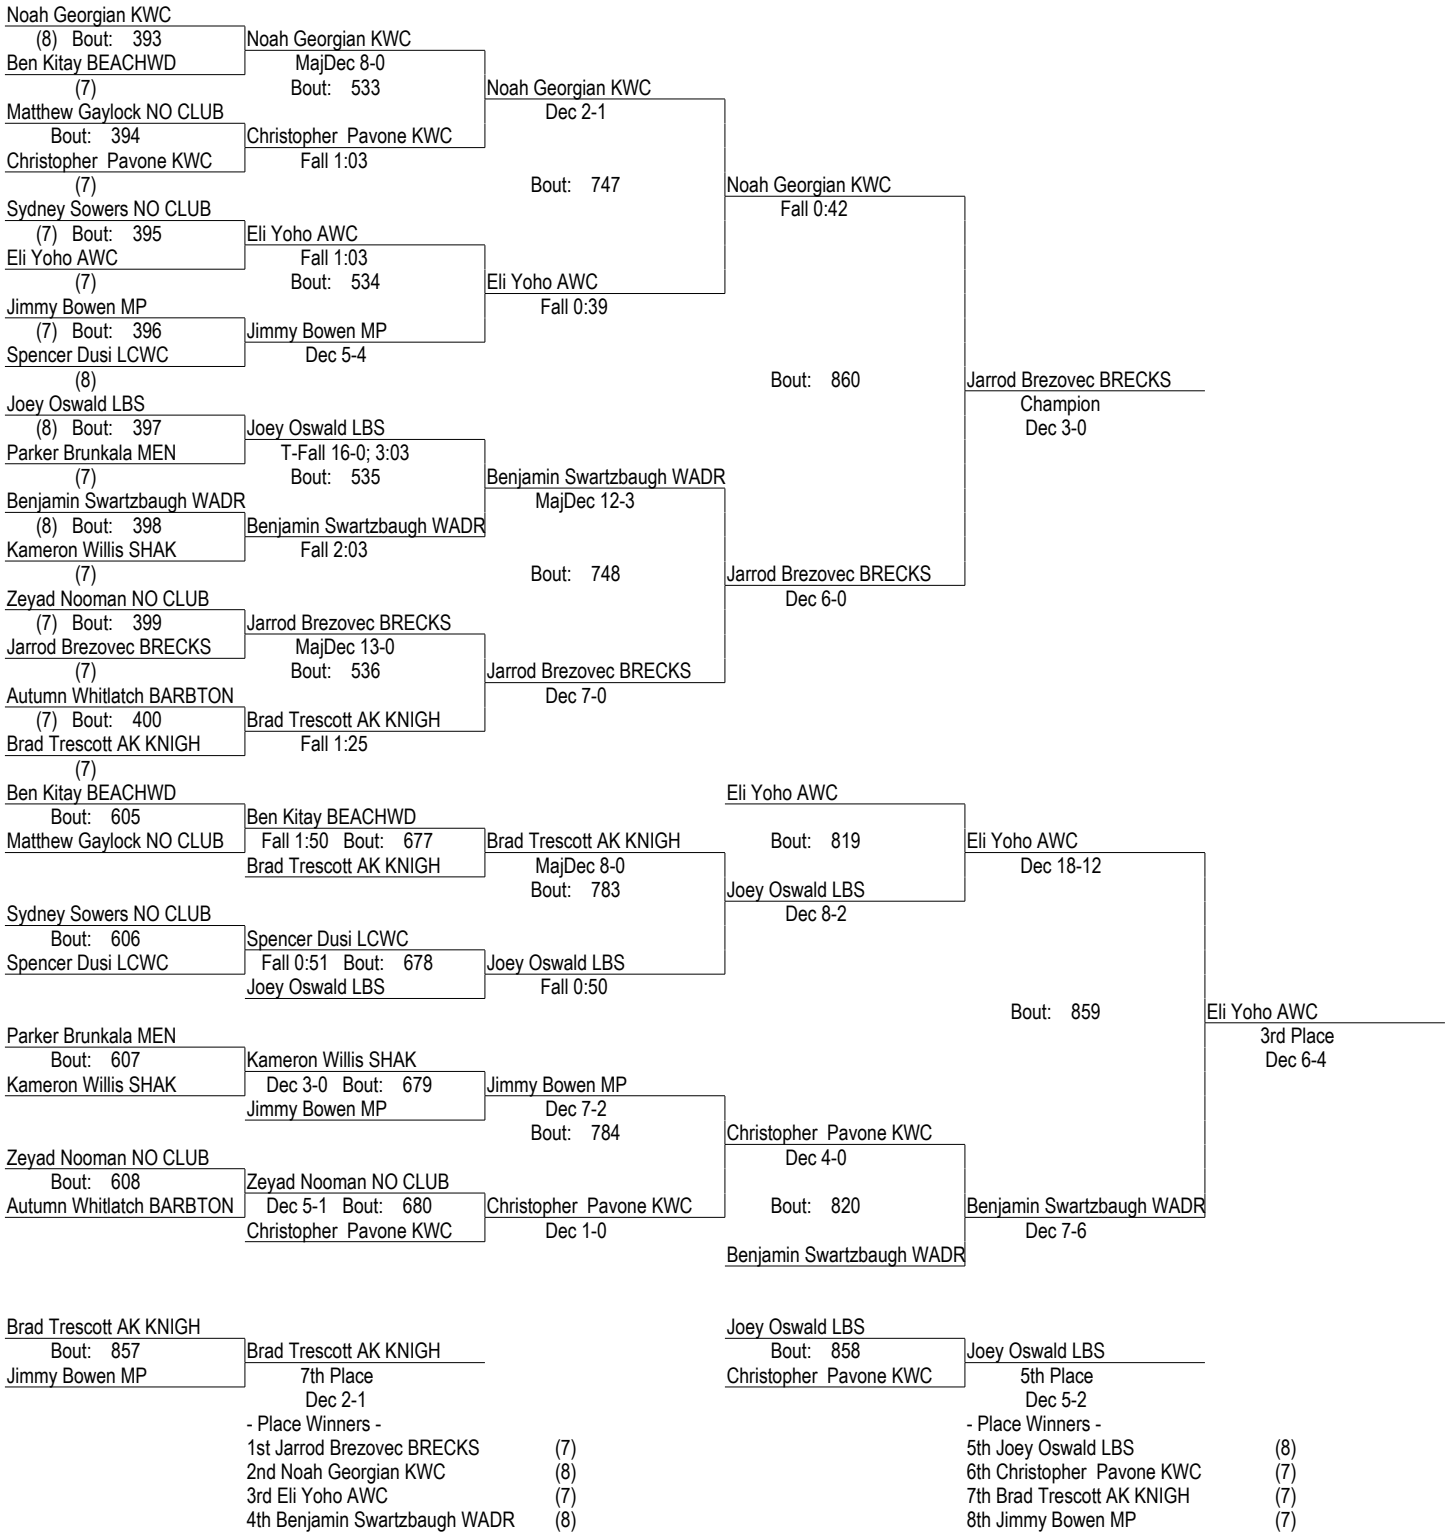 Noah Georgian KWC
(8) Bout: 393 Noah Georgian KWC
Ben Kitay BEACHWD MajDec 8-0
(7) Bout: 533 Noah Georgian KWC
Matthew Gaylock NO CLUB Dec 2-1
Bout: 394 Christopher Pavone KWC
Christopher Pavone KWC Fall 1:03
(7) Bout: 747 Noah Georgian KWC
Sydney Sowers NO CLUB Fall 0:42
(7) Bout: 395 Eli Yoho AWC
Eli Yoho AWC Fall 1:03
(7) Bout: 534 Eli Yoho AWC
Jimmy Bowen MP Fall 0:39
(7) Bout: 396 Jimmy Bowen MP
Spencer Dusi LCWC Dec 5-4
(8) Bout: 860 Jarrod Brezovec BRECKS
Joey Oswald LBS Champion
(8) Bout: 397 Joey Oswald LBS Dec 3-0
Parker Brunkala MEN T-Fall 16-0; 3:03
(7) Bout: 535 Benjamin Swartzbaugh WADR
Benjamin Swartzbaugh WADR MajDec 12-3
(8) Bout: 398 Benjamin Swartzbaugh WADR
Kameron Willis SHAK Fall 2:03
(7) Bout: 748 Jarrod Brezovec BRECKS
Zeyad Nooman NO CLUB Dec 6-0
(7) Bout: 399 Jarrod Brezovec BRECKS
Jarrod Brezovec BRECKS MajDec 13-0
(7) Bout: 536 Jarrod Brezovec BRECKS
Autumn Whitlatch BARBTON Dec 7-0
(7) Bout: 400 Brad Trescott AK KNIGH
Brad Trescott AK KNIGH Fall 1:25
(7)
Ben Kitay BEACHWD Eli Yoho AWC
Bout: 605 Ben Kitay BEACHWD
Matthew Gaylock NO CLUB Fall 1:50 Bout: 677 Brad Trescott AK KNIGH Bout: 819 Eli Yoho AWC
Brad Trescott AK KNIGH MajDec 8-0 Dec 18-12
Bout: 783 Joey Oswald LBS
Sydney Sowers NO CLUB Dec 8-2
Bout: 606 Spencer Dusi LCWC
Spencer Dusi LCWC Fall 0:51 Bout: 678 Joey Oswald LBS
Joey Oswald LBS Fall 0:50
Bout: 859 Eli Yoho AWC
Parker Brunkala MEN 3rd Place
Bout: 607 Kameron Willis SHAK Dec 6-4
Kameron Willis SHAK Dec 3-0 Bout: 679 Jimmy Bowen MP
Jimmy Bowen MP Dec 7-2
Bout: 784 Christopher Pavone KWC
Zeyad Nooman NO CLUB Dec 4-0
Bout: 608 Zeyad Nooman NO CLUB
Autumn Whitlatch BARBTON Dec 5-1 Bout: 680 Christopher Pavone KWC Bout: 820 Benjamin Swartzbaugh WADR
Christopher Pavone KWC Dec 1-0 Dec 7-6
Benjamin Swartzbaugh WADR
Brad Trescott AK KNIGH Joey Oswald LBS
Bout: 857 Brad Trescott AK KNIGH Bout: 858 Joey Oswald LBS
Jimmy Bowen MP 7th Place Christopher Pavone KWC 5th Place
Dec 2-1 Dec 5-2
- Place Winners - - Place Winners -
1st Jarrod Brezovec BRECKS (7) 5th Joey Oswald LBS (8)
2nd Noah Georgian KWC (8) 6th Christopher Pavone KWC (7)
3rd Eli Yoho AWC (7) 7th Brad Trescott AK KNIGH (7)
4th Benjamin Swartzbaugh WADR (8) 8th Jimmy Bowen MP (7)